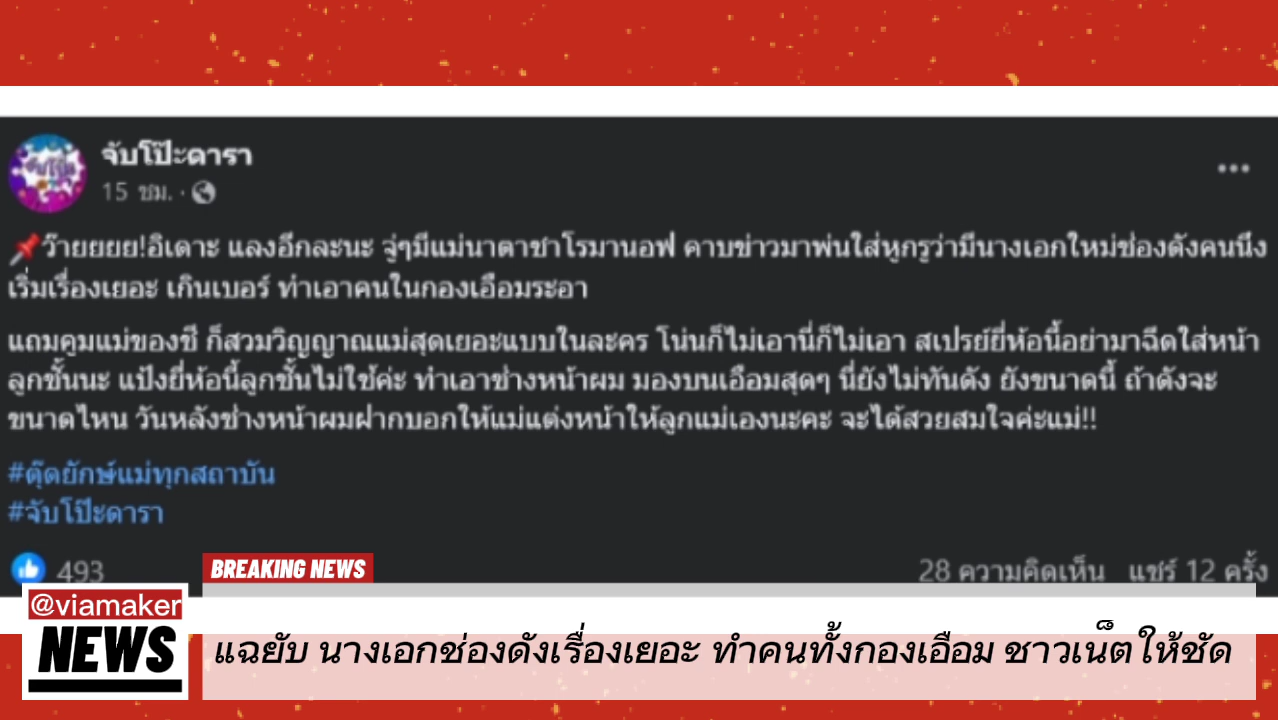 จับโป๊ะดารา
15 ชม.
ว๊ายยยย!อิเดาะ แลงอีกละนะ จู่ๆมีแม่นาตาชาโรมานอฟ คาบข่าวมาพ่นใส่หูกรูว่ามีนางเอกใหม่ช่องดังคนนึง
เริ่มเรื่องเยอะ เกินเบอร์ ทำเอาคนในกองเอือมระอา
แถมคูมแม่ของชี ก็สวมวิญญาณแม่สุดเยอะแบบในละคร โน่นก็ไม่เอานี่ก็ไม่เอา สเปรย์ยี่ห้อนี้อย่ามาฉีดใส่หน้า
ลูกชั้นนะ แป้งยี่ห้อนี้ลูกชั้นไม่ใช้ค่ะ ทำเอาช่างหน้าผม มองบนเอือมสุดๆ นี่ยังไม่ทันดัง ยังขนาดนี้ ถ้าดังจะ
ขนาดไหน วันหลังช่างหน้าผมฝากบอกให้แม่แต่งหน้าให้ลูกแม่เองนะคะ จะได้สวยสมใจค่ะแม่!!
#ตุ๊ดยักษ์แม่ทุกสถาบัน
#จับโป๊ะดารา
493
28 ความคิดเห็น แชร์ 12 ครั้ง
BREAKING NEWS
@viamaker
NEWS
แฉยับ นางเอกช่องดังเรื่องเยอะ ทำคนทั้งกองเอือม ชาวเน็ตให้ชัด